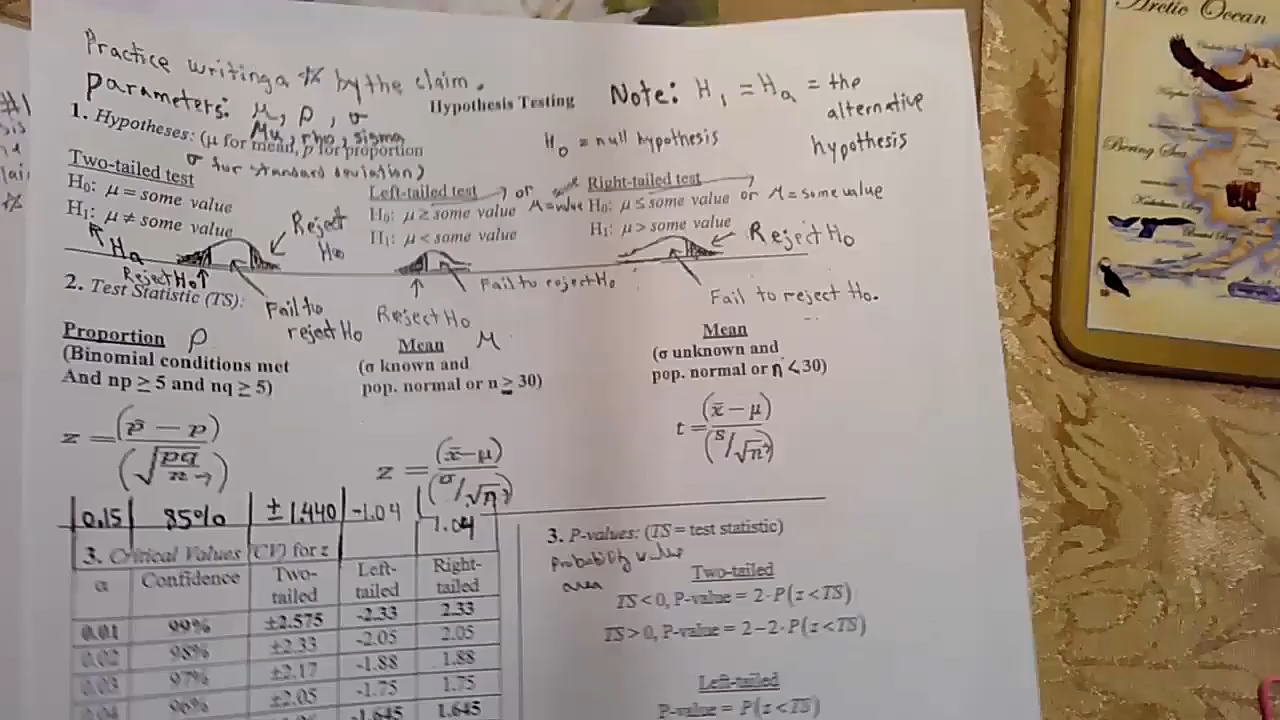 Practice writing a * by the claim.
parameters: μ, ρ, σ
Mu, rho, sigma
Hypothesis Testing
Note: H₁ = Hₐ = the
alternative
hypothesis
H₀ = null hypothesis
1. Hypotheses: (μ for mean, p for proportion
σ for standard deviation)
Two-tailed test
H₀: μ = some value
H₁: μ ≠ some value
Hₐ
Reject H₀
Reject H₀
Fail to
reject H₀
Left-tailed test
H₀: μ ≥ some value or μ = value
H₁: μ < some value
Reject H₀
Fail to reject H₀
Right-tailed test
H₀: μ ≤ some value or μ = some value
H₁: μ > some value
Reject H₀
Fail to reject H₀.
2. Test Statistic (TS):
Proportion ρ
(Binomial conditions met
And np ≥ 5 and nq ≥ 5)
z = (p̂ − p) / (√(pq/n))
Mean μ
(σ known and
pop. normal or n ≥ 30)
z = (x̄ − μ) / (σ/√n)
Mean
(σ unknown and
pop. normal or n < 30)
t = (x̄ − μ) / (s/√n)
0.15 85% ±1.440 -1.04 1.04
3. Critical Values (CV) for z
α Confidence Two-tailed Left-tailed Right-tailed
0.01 99% ±2.575 -2.33 2.33
0.02 98% ±2.33 -2.05 2.05
0.03 97% ±2.17 -1.88 1.88
0.04 96% ±2.05 -1.75 1.75
-1.645 1.645
3. P-values: (TS = test statistic)
Probability value
area
Two-tailed
TS < 0, P-value = 2·P(z < TS)
TS > 0, P-value = 2−2·P(z < TS)
Left-tailed
P-value = P(z < TS)
Arctic Ocean
Bering Sea